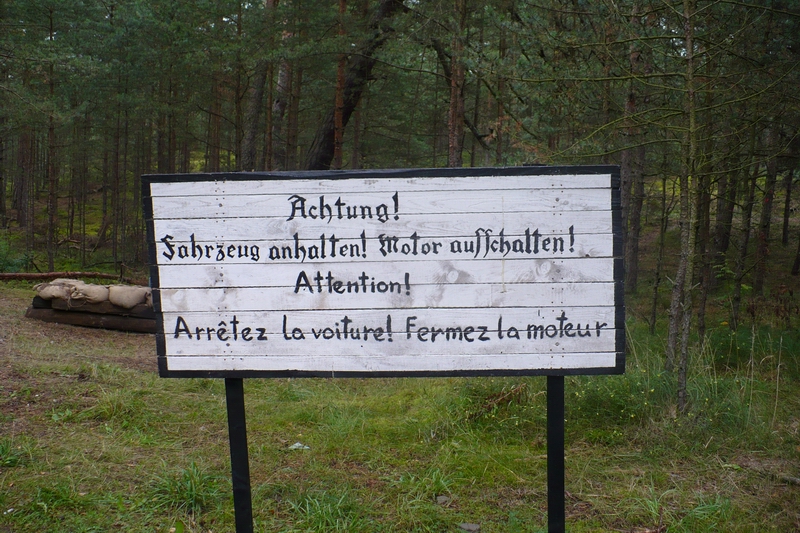 Achtung!
Fahrzeug anhalten! Motor ausschalten!
Attention!
Arrêtez la voiture! Fermez la moteur